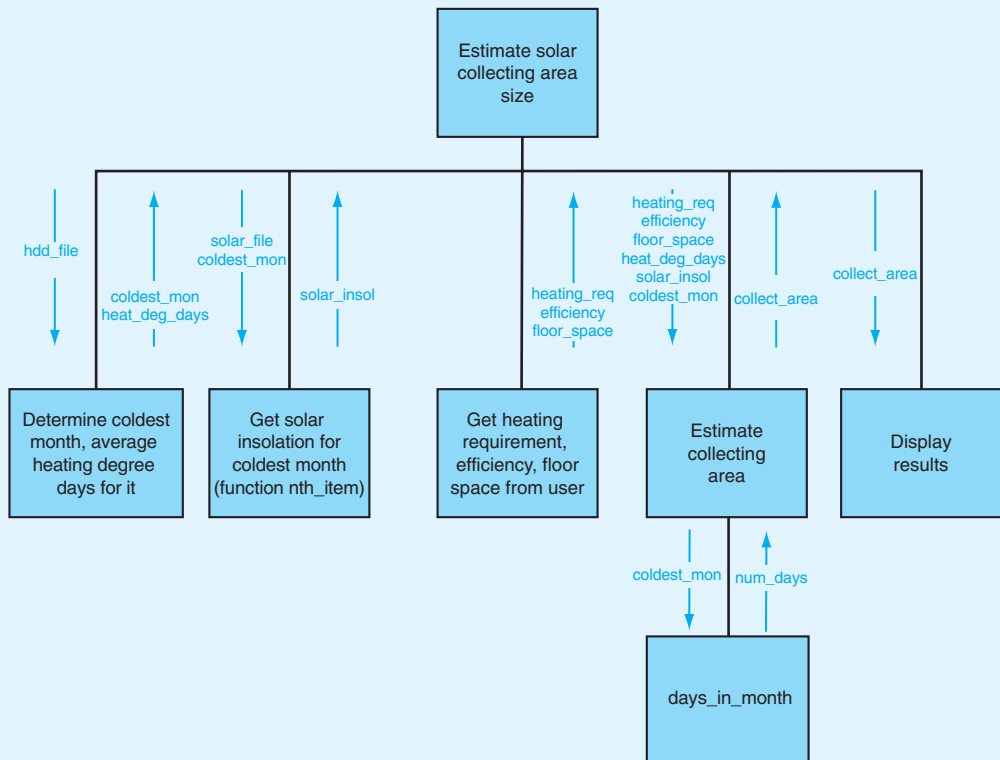 Estimate solar
collecting area
size
hdd_file
coldest_mon
heat_deg_days
solar_file
coldest_mon
solar_insol
heating_req
efficiency
floor_space
heating_req
efficiency
floor_space
heat_deg_days
solar_insol
coldest_mon
collect_area
collect_area
Determine coldest
month, average
heating degree
days for it
Get solar
insolation for
coldest month
(function nth_item)
Get heating
requirement,
efficiency, floor
space from user
Estimate
collecting
area
Display
results
coldest_mon
num_days
days_in_month